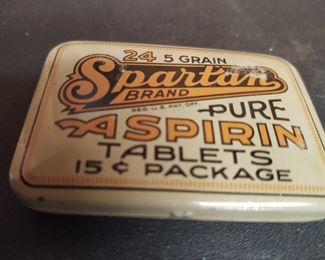 24 5 GRAIN
Spartan
BRAND
REG. U.S. PAT. OFF.
PURE
ASPIRIN
TABLETS
15 ¢ PACKAGE